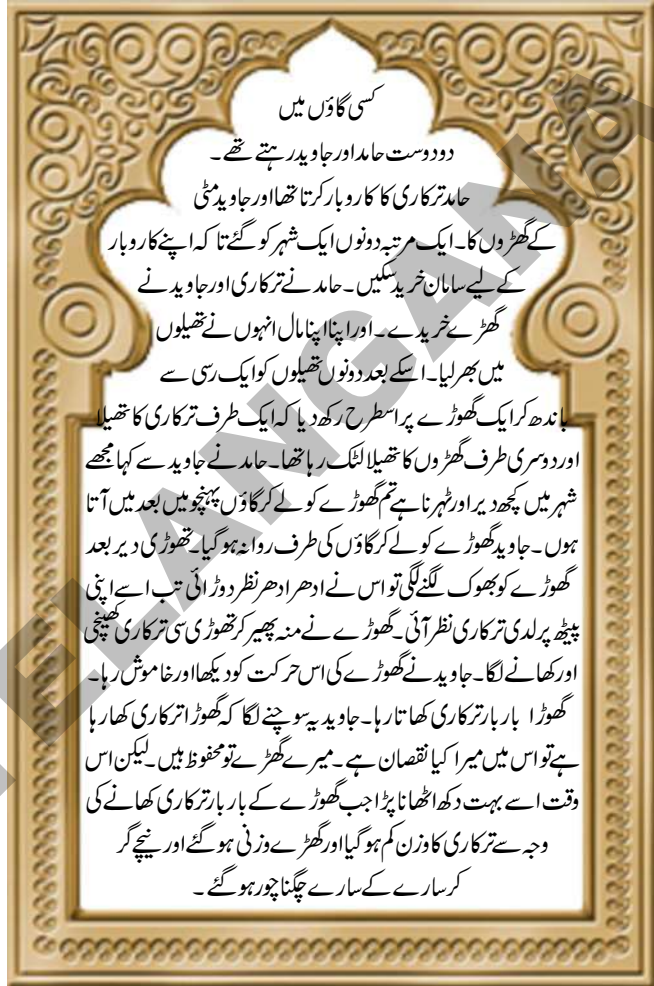 کسی گاؤں میں
دو دوست حامد اور جاوید رہتے تھے۔
حامد ترکاری کا کاروبار کرتا تھا اور جاوید مٹی
کے گھڑوں کا۔ ایک مرتبہ دونوں ایک شہر کو گئے تا کہ اپنے کاروبار
کے لیے سامان خرید سکیں۔ حامد نے ترکاری اور جاوید نے
گھڑے خریدے۔ اور اپنا اپنا مال انہوں نے تھیلوں
میں بھر لیا۔ اسکے بعد دونوں تھیلوں کو ایک رسی سے
باندھ کر ایک گھوڑے پر اسطرح رکھ دیا کہ ایک طرف ترکاری کا تھیلا
اور دوسری طرف گھڑوں کا تھیلا لٹک رہا تھا۔ حامد نے جاوید سے کہا مجھے
شہر میں کچھ دیر اور ٹہرنا ہے تم گھوڑے کو لے کر گاؤں پہنچو میں بعد میں آتا
ہوں۔ جاوید گھوڑے کو لے کر گاؤں کی طرف روانہ ہو گیا۔ تھوڑی دیر بعد
گھوڑے کو بھوک لگنے لگی تو اس نے ادھر ادھر نظر دوڑائی تب اسے اپنی
پیٹھ پر لدی ترکاری نظر آئی۔ گھوڑے نے منہ پھیر کر تھوڑی سی ترکاری کھینچی
اور کھانے لگا۔ جاوید نے گھوڑے کی اس حرکت کو دیکھا اور خاموش رہا۔
گھوڑا بار بار ترکاری کھاتا رہا۔ جاوید یہ سوچنے لگا کہ گھوڑا ترکاری کھا رہا
ہے تو اس میں میرا کیا نقصان ہے۔ میرے گھڑے تو محفوظ ہیں۔ لیکن اس
وقت اسے بہت دکھ اٹھانا پڑا جب گھوڑے کے بار بار ترکاری کھانے کی
وجہ سے ترکاری کا وزن کم ہو گیا اور گھڑے وزنی ہو گئے اور نیچے گر
کر سارے کے سارے چکنا چور ہو گئے۔
TELANGANA